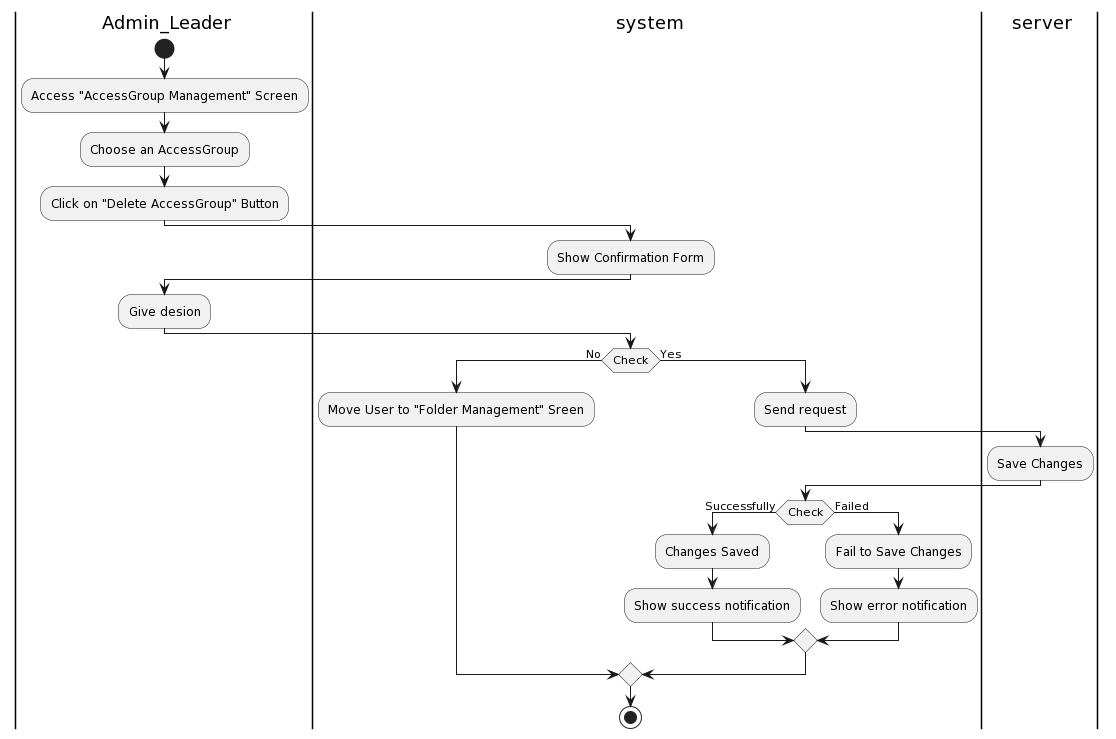 Admin_Leader
system
server
Access "AccessGroup Management" Screen
Choose an AccessGroup
Click on "Delete AccessGroup" Button
Show Confirmation Form
Give desion
No
Check
Yes
Move User to "Folder Management" Sreen
Send request
Save Changes
Successfully
Check
Failed
Changes Saved
Fail to Save Changes
Show success notification
Show error notification